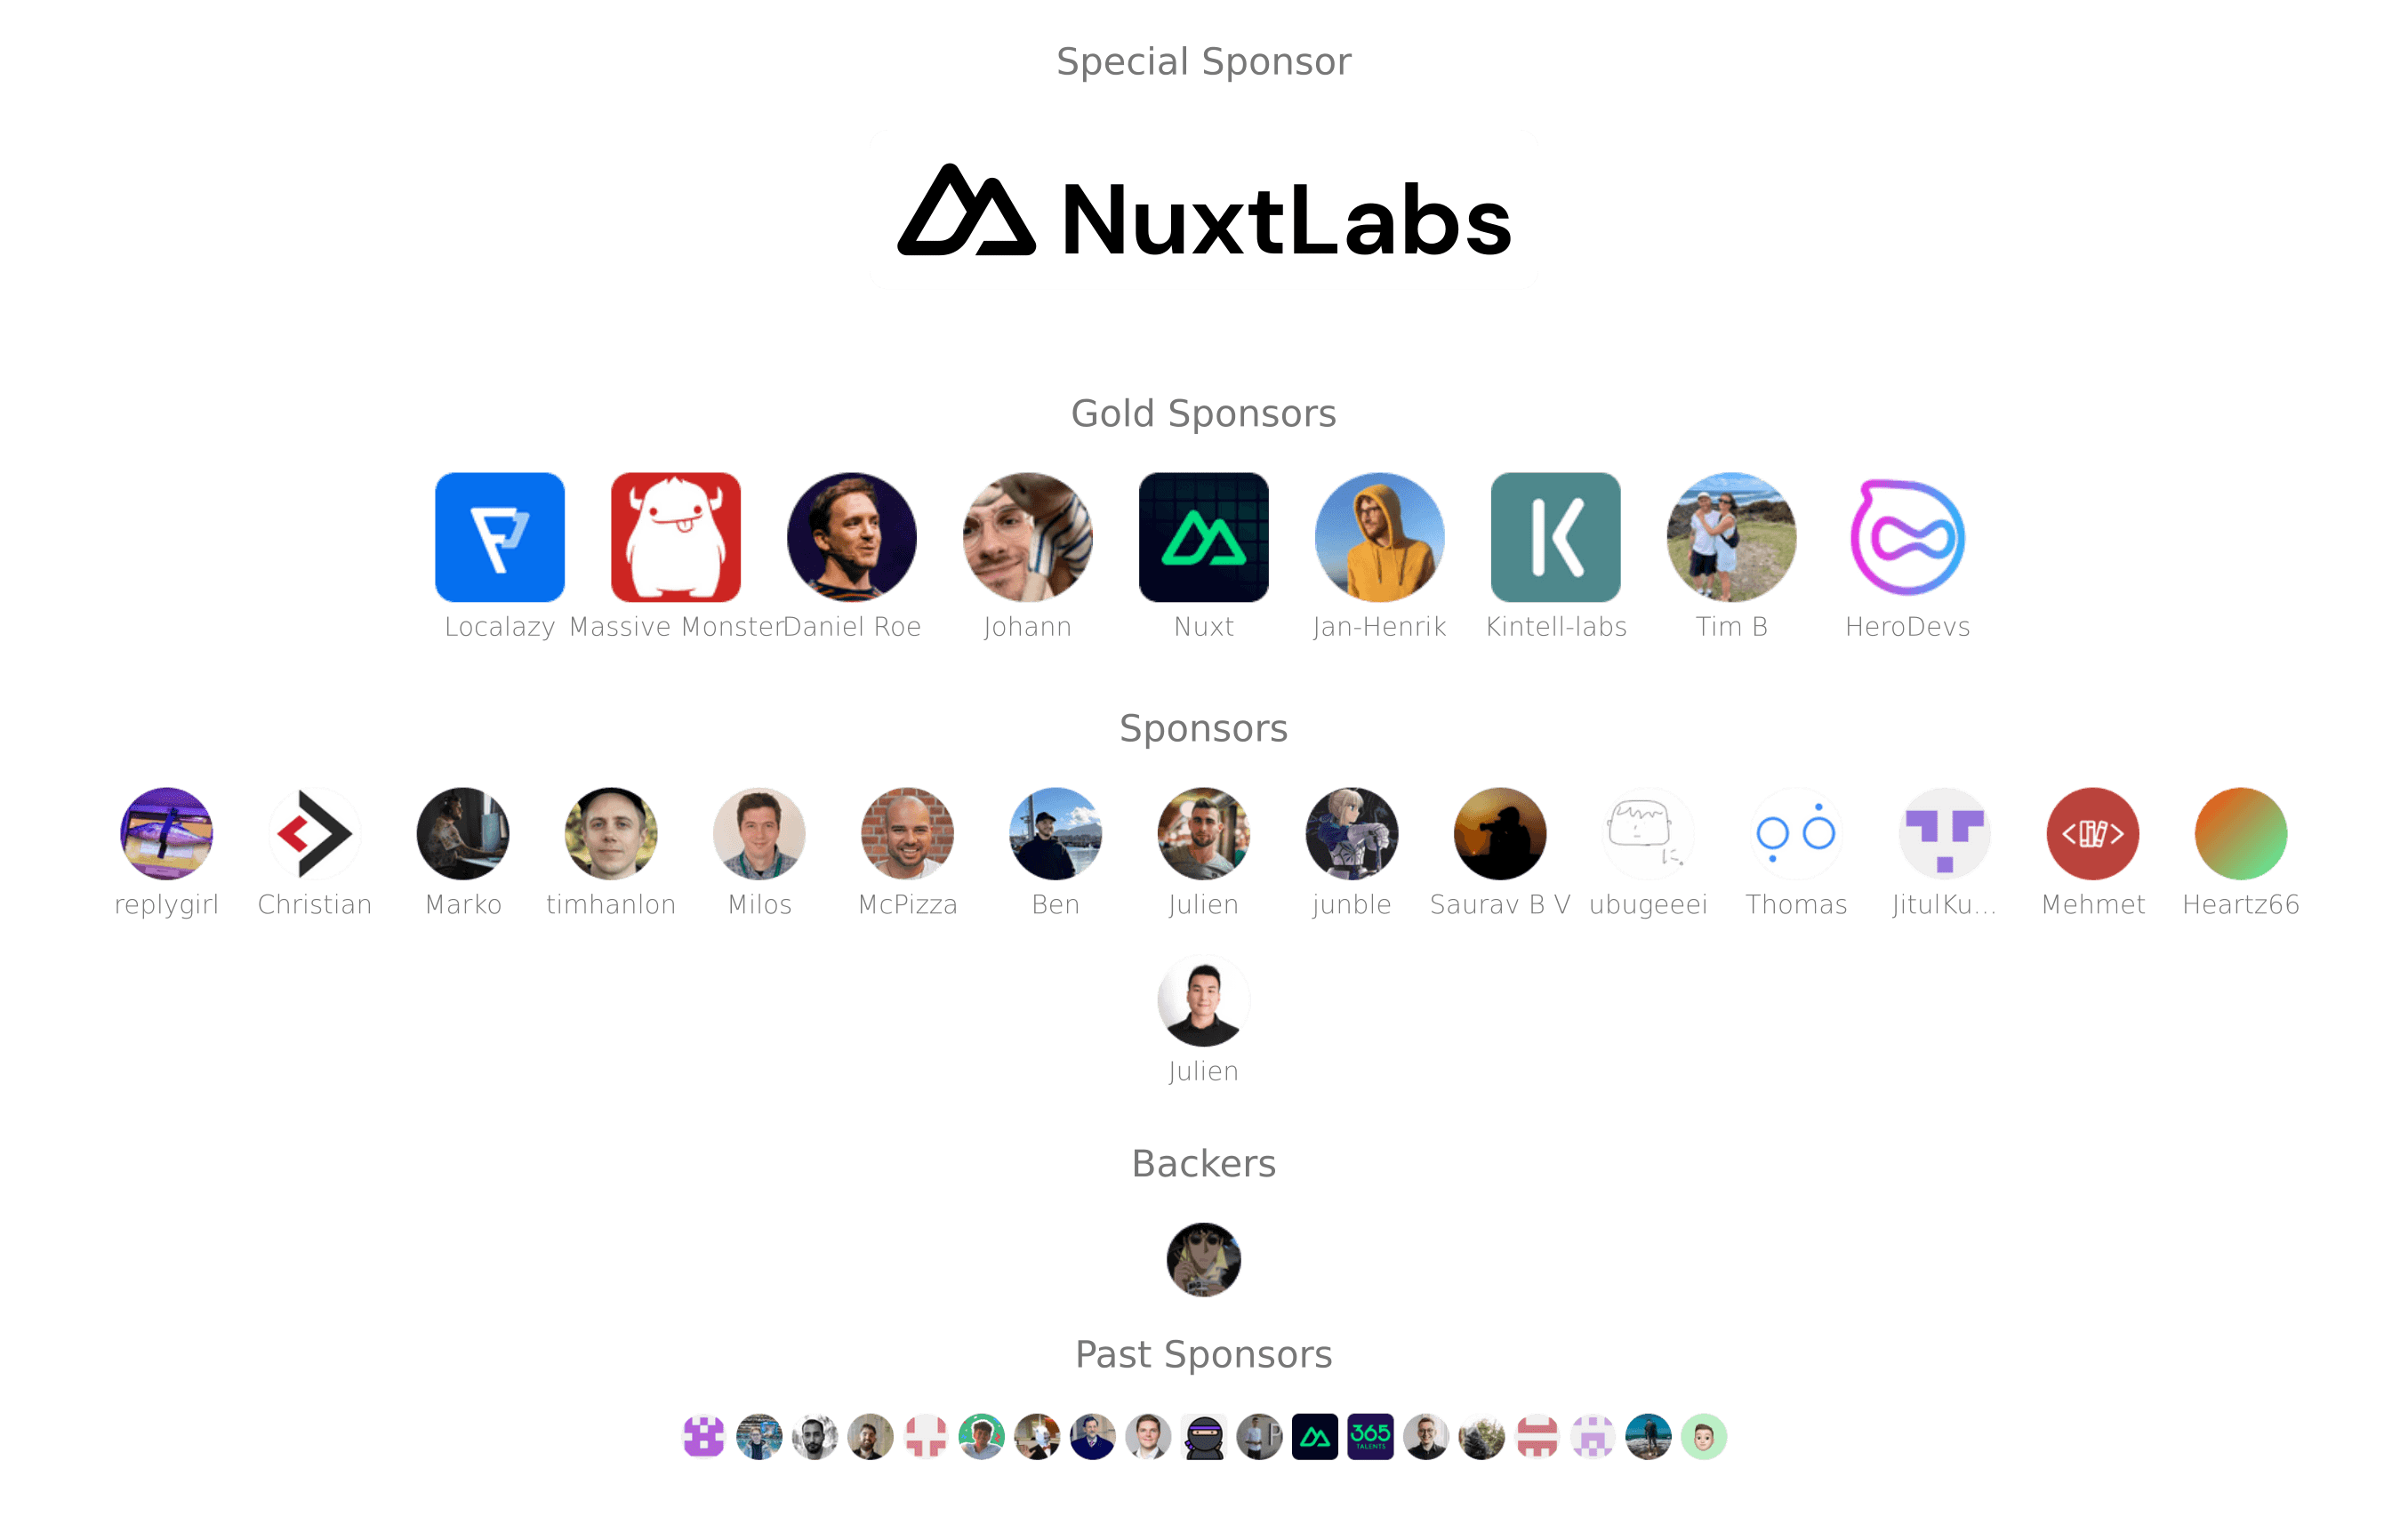 Special Sponsor
NuxtLabs
Gold Sponsors
Localazy Massive Monster Daniel Roe Johann Nuxt Jan-Henrik Kintell-labs Tim B HeroDevs
Sponsors
replygirl Christian Marko timhanlon Milos McPizza Ben Julien junble Saurav B V ubugeeei Thomas JitulKu... Mehmet Heartz66
Julien
Backers
Past Sponsors
P
365
TALENTS